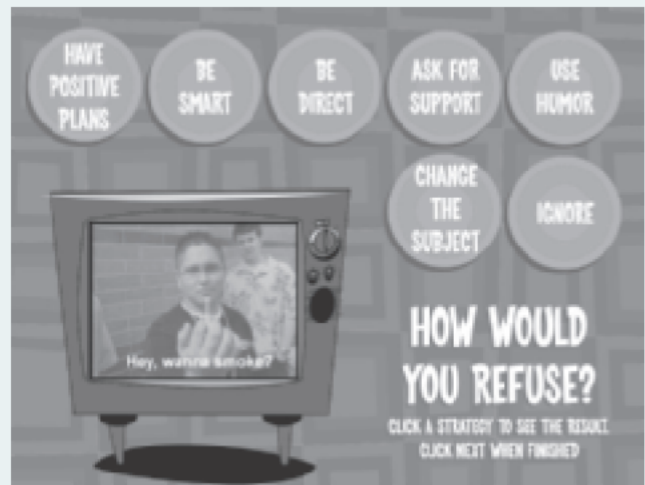 HAVE
POSITIVE
PLANS
BE
SMART
BE
DIRECT
ASK FOR
SUPPORT
USE
HUMOR
CHANGE
THE
SUBJECT
IGNORE
Hey, wanna smoke?
HOW WOULD
YOU REFUSE?
CLICK A STRATEGY TO SEE THE RESULT.
CLICK NEXT WHEN FINISHED